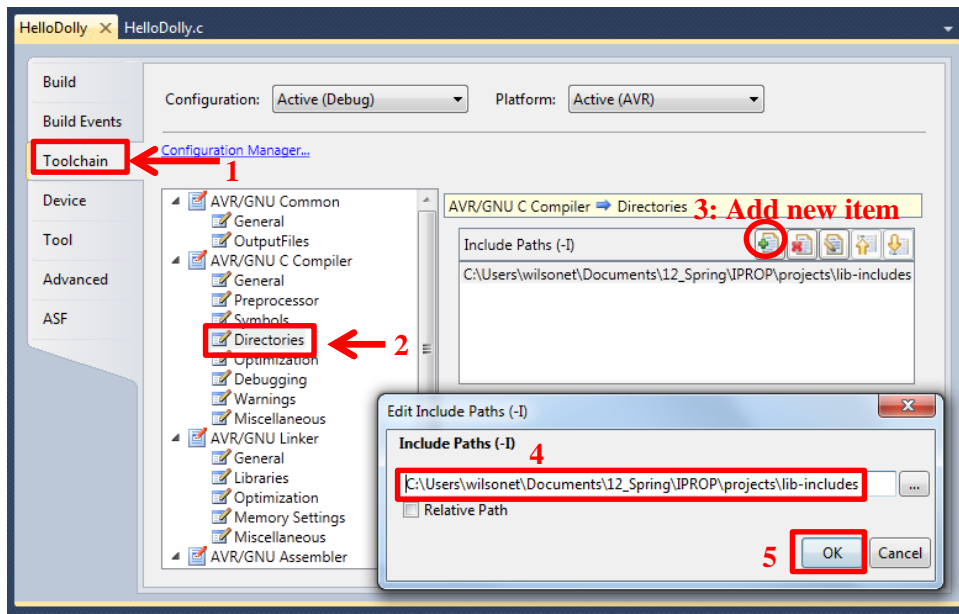 HelloDolly
HelloDolly.c
Build
Build Events
Toolchain
Device
Tool
Advanced
ASF
Configuration: Active (Debug) Platform: Active (AVR)
Configuration Manager...
1
AVR/GNU Common
General
OutputFiles
AVR/GNU C Compiler
General
Preprocessor
Symbols
Directories
2
Optimization
Debugging
Warnings
Miscellaneous
AVR/GNU Linker
General
Libraries
Optimization
Memory Settings
Miscellaneous
AVR/GNU Assembler
AVR/GNU C Compiler Directories
3: Add new item
Include Paths (-I)
C:\Users\wilsonet\Documents\12_Spring\IPROP\projects\lib-includes
Edit Include Paths (-I)
Include Paths (-I)
4
C:\Users\wilsonet\Documents\12_Spring\IPROP\projects\lib-includes
...
Relative Path
5
OK
Cancel